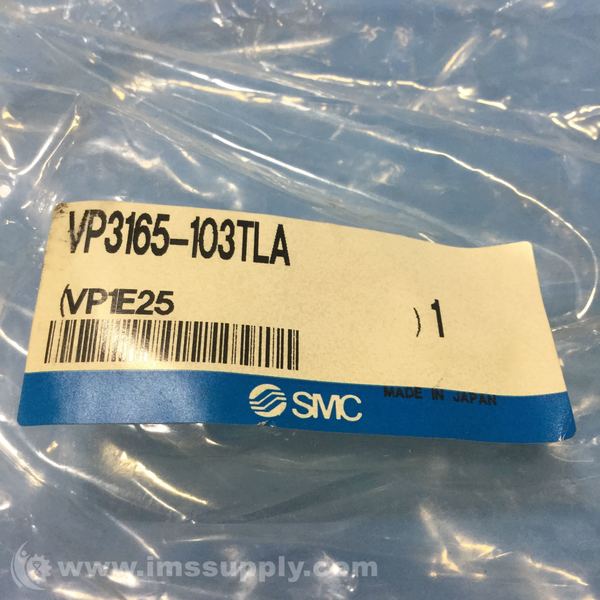 VP3165-103TLA
(VP1E25 )1
SMC
MADE IN JAPAN
www.imssupply.com